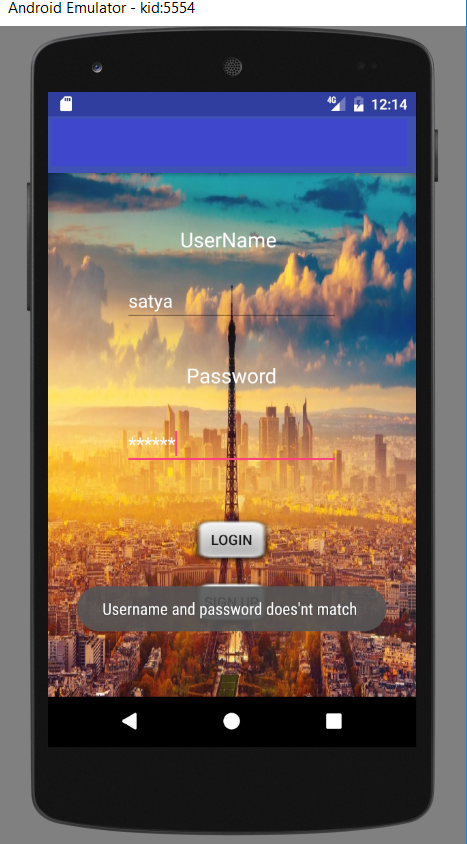 Android Emulator - kid:5554
4G 12:14
UserName
satya
Password
******
LOGIN
SIGN UP
Username and password does'nt match